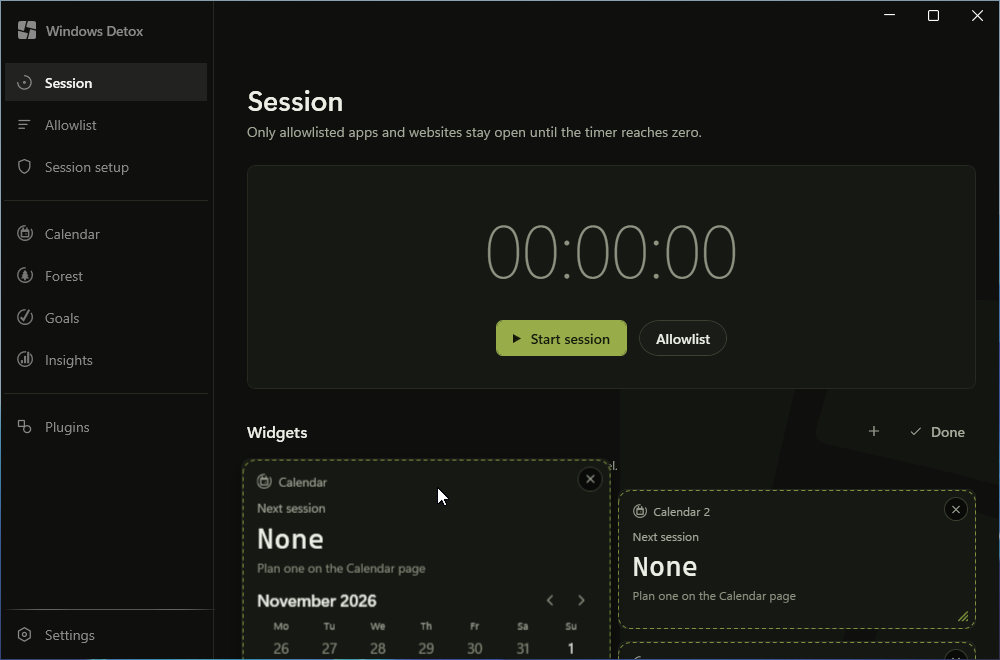 Windows Detox
Session
Allowlist
Session setup
Calendar
Forest
Goals
Insights
Plugins
Settings
Session
Only allowlisted apps and websites stay open until the timer reaches zero.
00:00:00
Start session
Allowlist
Widgets
Done
Calendar
Next session
None
Plan one on the Calendar page
November 2026
Mo Tu We Th Fr Sa Su
26 27 28 29 30 31 1
Calendar 2
Next session
None
Plan one on the Calendar page